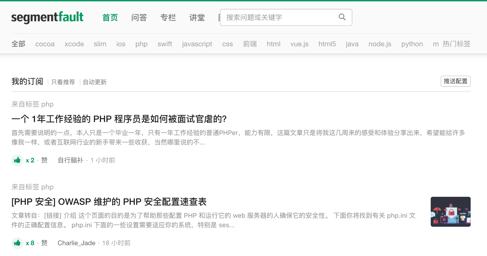 segmentfault 首页 问答 专栏 讲堂 搜索问题或关键字
全部 cocoa xcode slim ios php swift javascript css 前端 html vue.js html5 java node.js python m 热门标签
我的订阅 只看推荐 自动更新 推送配置
来自标签 php
一个 1年工作经验的 PHP 程序员是如何被面试官虐的?
首先需要说明的一点，本人只是一个毕业一年，只有一年工作经验的普通PHPer，能力有限，这篇文章只是将我这几周来的感受和体验分享出来，希望能给许多
像我一样，或者互联网行业的新手带来一些收获，当然哪里说的不...
x 2 · 赞 自行脑补 · 1 小时前
来自标签 php
[PHP 安全] OWASP 维护的 PHP 安全配置速查表
文章转自：[链接] 介绍 这个页面的目的是为了帮助那些配置 PHP 和运行它的 web 服务器的人确保它的安全性。 下面你将找到有关 php.ini 文
件的正确配置信息。 php.ini 下面的一些设置需要适应你的系统，特别是 ses...
x 8 · 赞 Charlie_Jade · 18 小时前